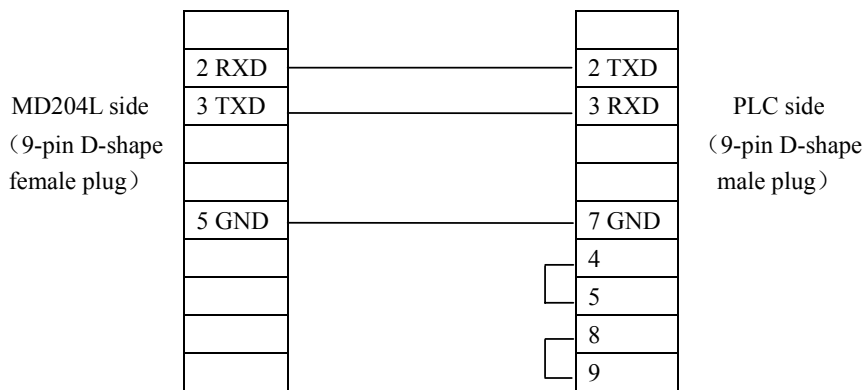 2 RXD 2 TXD
MD204L side 3 TXD 3 RXD PLC side
（9-pin D-shape （9-pin D-shape
female plug） male plug）
5 GND 7 GND
4
5
8
9